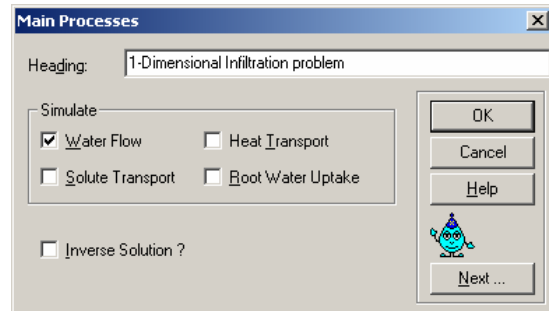 Main Processes
Heading: 1-Dimensional Infiltration problem
Simulate
Water Flow Heat Transport
Solute Transport Root Water Uptake
Inverse Solution ?
OK
Cancel
Help
Next ...